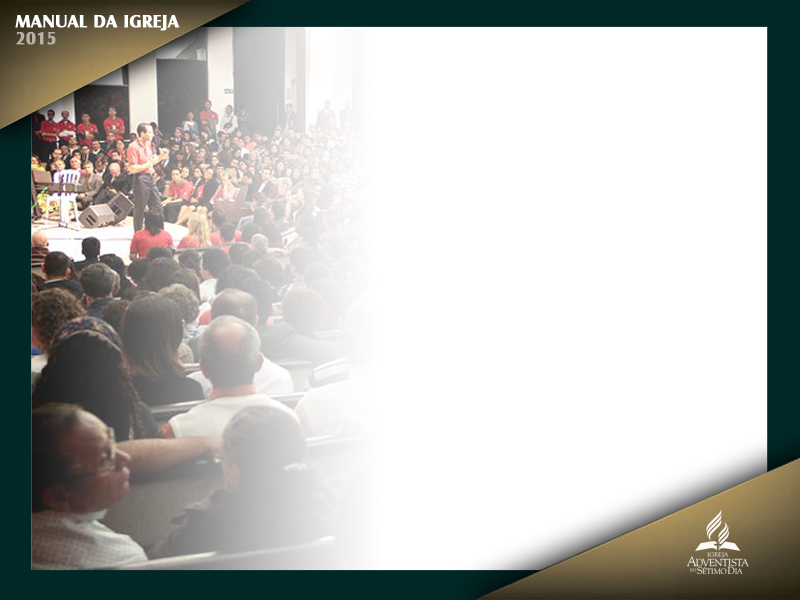 MANUAL DA IGREJA
2015
IGREJA
ADVENTISTA
DO SÉTIMO DIA